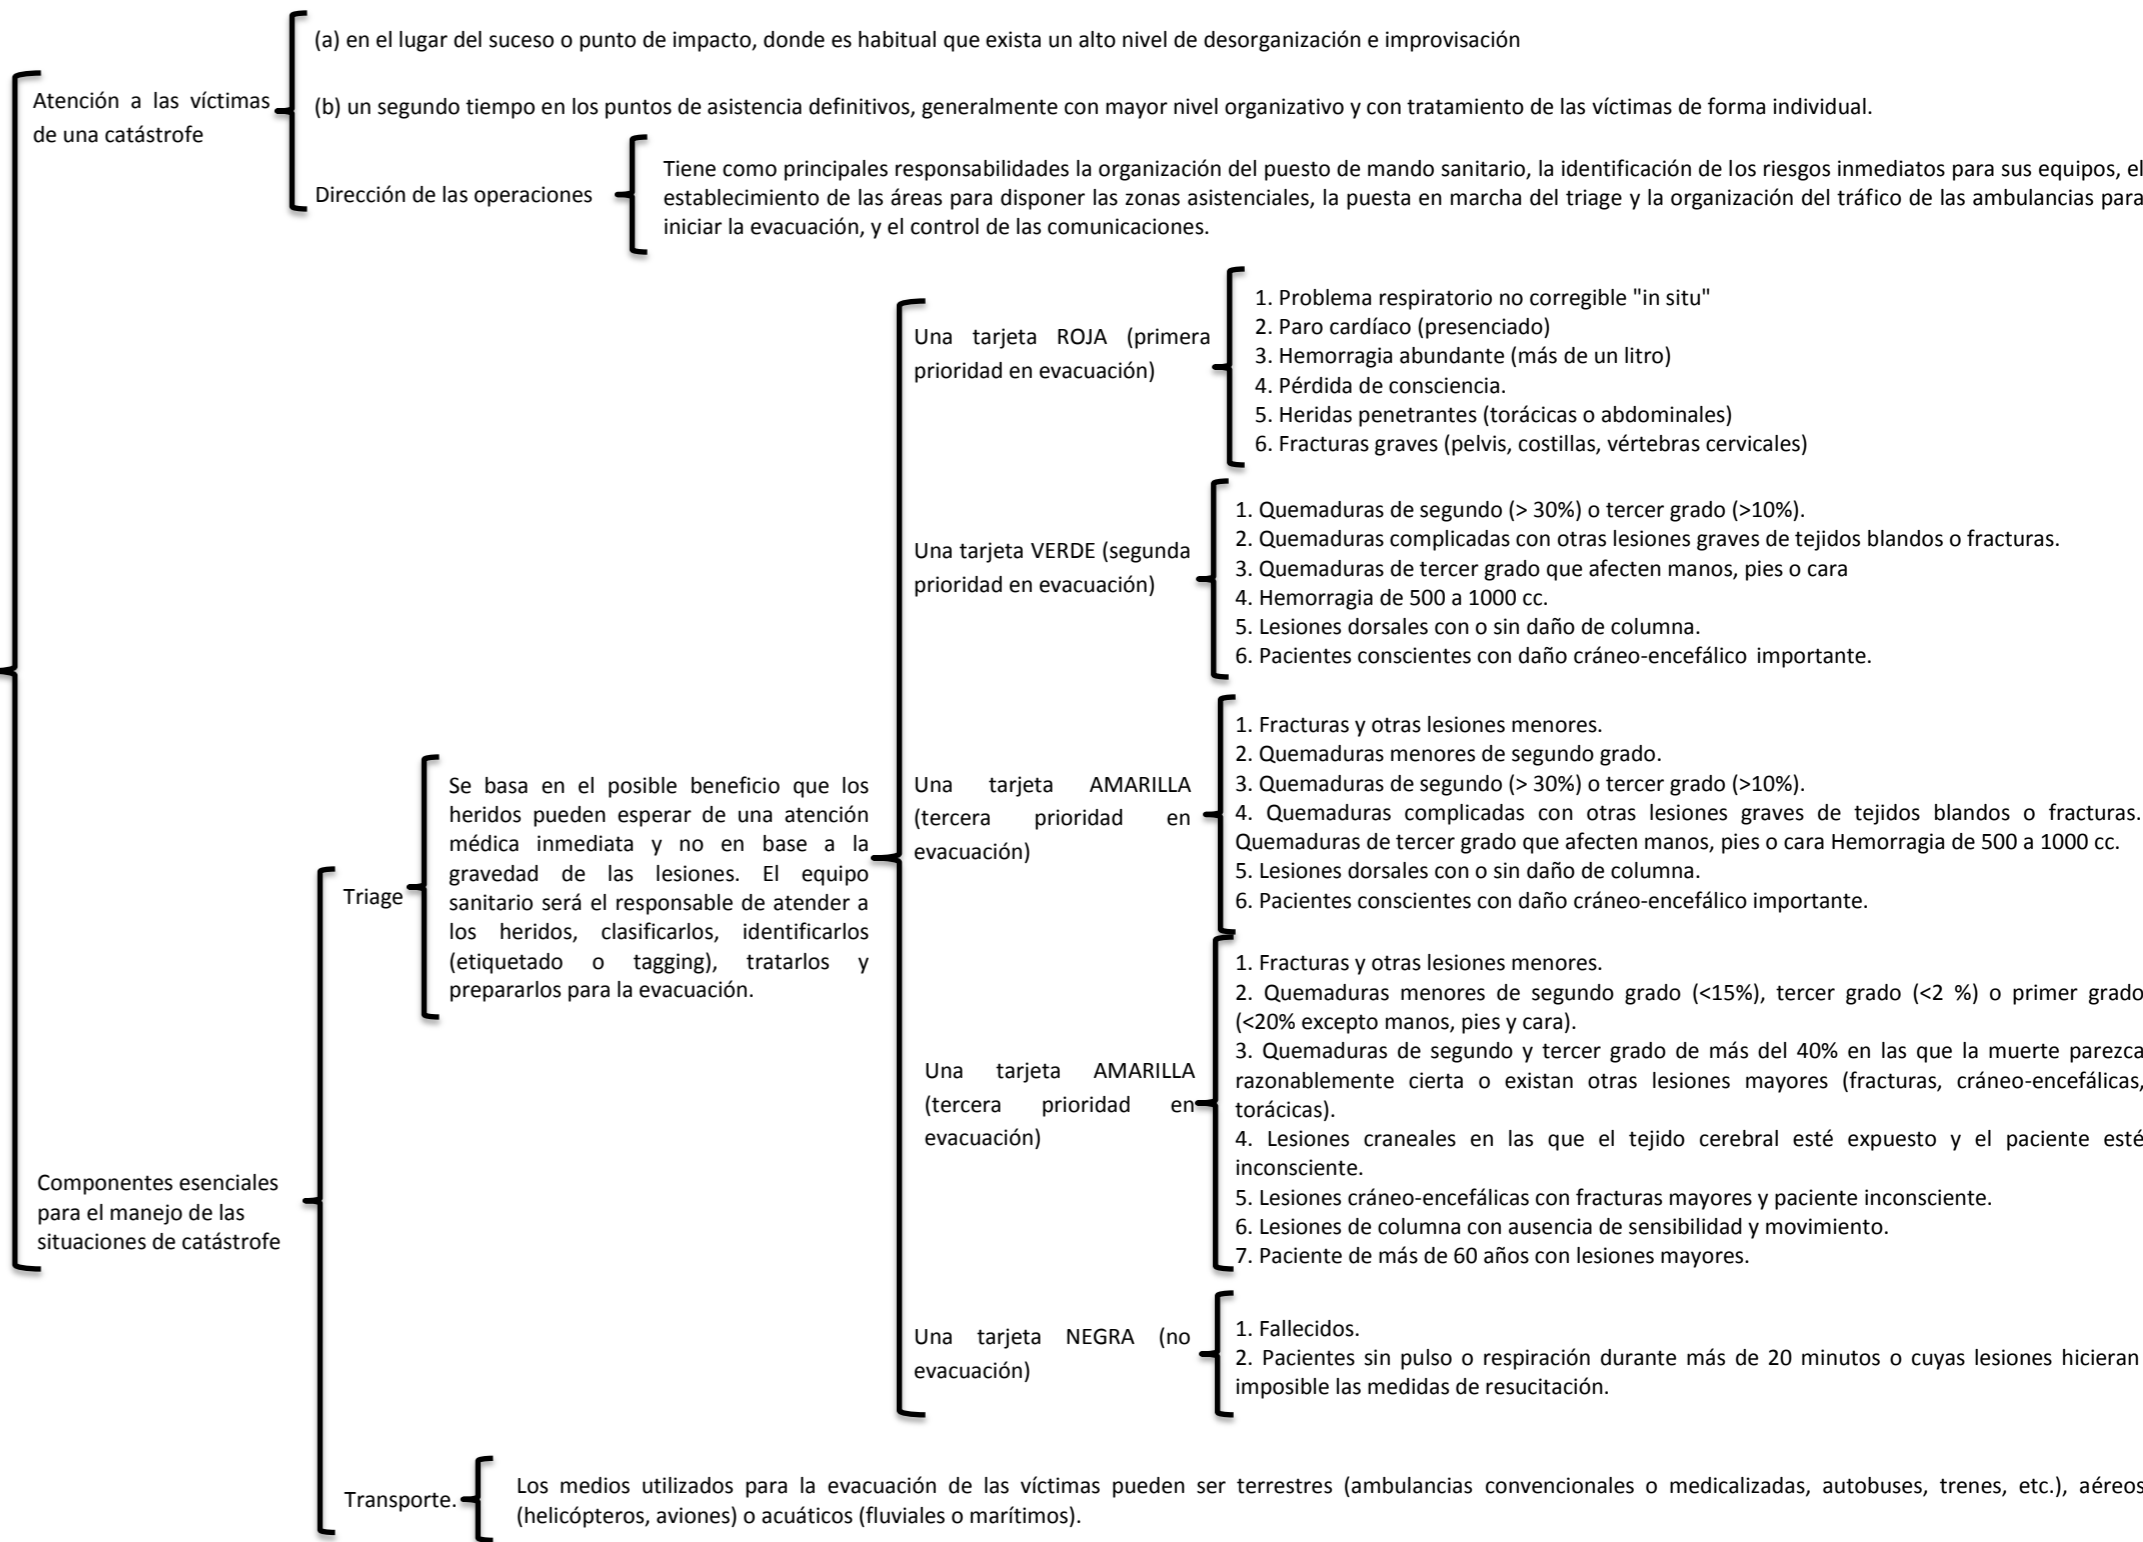 (a) en el lugar del suceso o punto de impacto, donde es habitual que exista un alto nivel de desorganización e improvisación
Atención a las víctimas
de una catástrofe
(b) un segundo tiempo en los puntos de asistencia definitivos, generalmente con mayor nivel organizativo y con tratamiento de las víctimas de forma individual.
Dirección de las operaciones
Tiene como principales responsabilidades la organización del puesto de mando sanitario, la identificación de los riesgos inmediatos para sus equipos, el
establecimiento de las áreas para disponer las zonas asistenciales, la puesta en marcha del triage y la organización del tráfico de las ambulancias para
iniciar la evacuación, y el control de las comunicaciones.
Componentes esenciales
para el manejo de las
situaciones de catástrofe
Triage
Se basa en el posible beneficio que los
heridos pueden esperar de una atención
médica inmediata y no en base a la
gravedad de las lesiones. El equipo
sanitario será el responsable de atender a
los heridos, clasificarlos, identificarlos
(etiquetado o tagging), tratarlos y
prepararlos para la evacuación.
Una tarjeta ROJA (primera
prioridad en evacuación)
1. Problema respiratorio no corregible "in situ"
2. Paro cardíaco (presenciado)
3. Hemorragia abundante (más de un litro)
4. Pérdida de consciencia.
5. Heridas penetrantes (torácicas o abdominales)
6. Fracturas graves (pelvis, costillas, vértebras cervicales)
Una tarjeta VERDE (segunda
prioridad en evacuación)
1. Quemaduras de segundo (> 30%) o tercer grado (>10%).
2. Quemaduras complicadas con otras lesiones graves de tejidos blandos o fracturas.
3. Quemaduras de tercer grado que afecten manos, pies o cara
4. Hemorragia de 500 a 1000 cc.
5. Lesiones dorsales con o sin daño de columna.
6. Pacientes conscientes con daño cráneo-encefálico importante.
Una tarjeta AMARILLA
(tercera prioridad en
evacuación)
1. Fracturas y otras lesiones menores.
2. Quemaduras menores de segundo grado.
3. Quemaduras de segundo (> 30%) o tercer grado (>10%).
4. Quemaduras complicadas con otras lesiones graves de tejidos blandos o fracturas.
Quemaduras de tercer grado que afecten manos, pies o cara Hemorragia de 500 a 1000 cc.
5. Lesiones dorsales con o sin daño de columna.
6. Pacientes conscientes con daño cráneo-encefálico importante.
Una tarjeta AMARILLA
(tercera prioridad en
evacuación)
1. Fracturas y otras lesiones menores.
2. Quemaduras menores de segundo grado (<15%), tercer grado (<2 %) o primer grado
(<20% excepto manos, pies y cara).
3. Quemaduras de segundo y tercer grado de más del 40% en las que la muerte parezca
razonablemente cierta o existan otras lesiones mayores (fracturas, cráneo-encefálicas,
torácicas).
4. Lesiones craneales en las que el tejido cerebral esté expuesto y el paciente esté
inconsciente.
5. Lesiones cráneo-encefálicas con fracturas mayores y paciente inconsciente.
6. Lesiones de columna con ausencia de sensibilidad y movimiento.
7. Paciente de más de 60 años con lesiones mayores.
Una tarjeta NEGRA (no
evacuación)
1. Fallecidos.
2. Pacientes sin pulso o respiración durante más de 20 minutos o cuyas lesiones hicieran
imposible las medidas de resucitación.
Transporte.
Los medios utilizados para la evacuación de las víctimas pueden ser terrestres (ambulancias convencionales o medicalizadas, autobuses, trenes, etc.), aéreos
(helicópteros, aviones) o acuáticos (fluviales o marítimos).